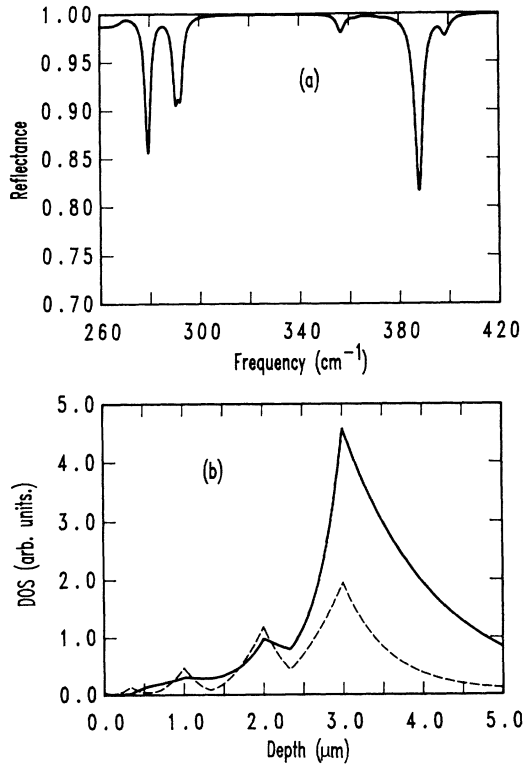 1.00
0.95
0.90
0.85
0.80
0.75
0.70
Reflectance
(a)
260 300 340 380 420
Frequency (cm⁻¹)
5.0
4.0
3.0
2.0
1.0
0.0
DOS (arb. units.)
(b)
0.0 1.0 2.0 3.0 4.0 5.0
Depth (μm)